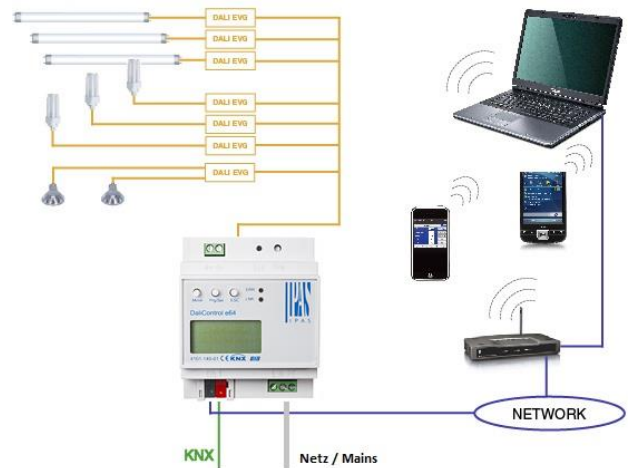 DALI EVG
DALI EVG
DALI EVG
DALI EVG
DALI EVG
DALI EVG
DALI EVG
IPAS
DaliControl e64
KNX
NETWORK
KNX
Netz / Mains